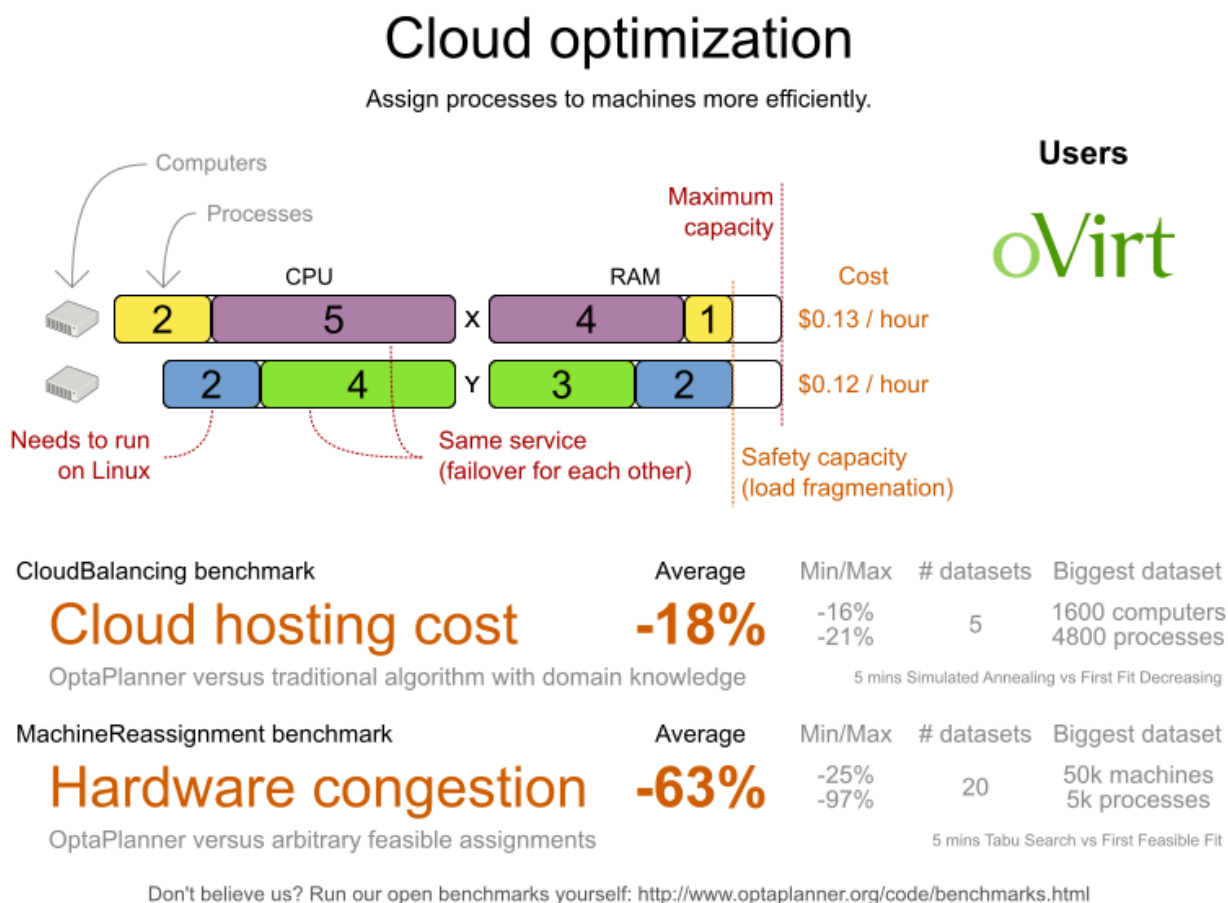 Cloud optimization
Assign processes to machines more efficiently.
Computers
Processes
Users
oVirt
Maximum
capacity
CPU
RAM
Cost
2 5 X 4 1 $0.13 / hour
2 4 Y 3 2 $0.12 / hour
Needs to run
on Linux
Same service
(failover for each other)
Safety capacity
(load fragmenation)
CloudBalancing benchmark Average Min/Max # datasets Biggest dataset
Cloud hosting cost -18% -16% 5 1600 computers
-21% 4800 processes
OptaPlanner versus traditional algorithm with domain knowledge 5 mins Simulated Annealing vs First Fit Decreasing
MachineReassignment benchmark Average Min/Max # datasets Biggest dataset
Hardware congestion -63% -25% 20 50k machines
-97% 5k processes
OptaPlanner versus arbitrary feasible assignments 5 mins Tabu Search vs First Feasible Fit
Don't believe us? Run our open benchmarks yourself: http://www.optaplanner.org/code/benchmarks.html